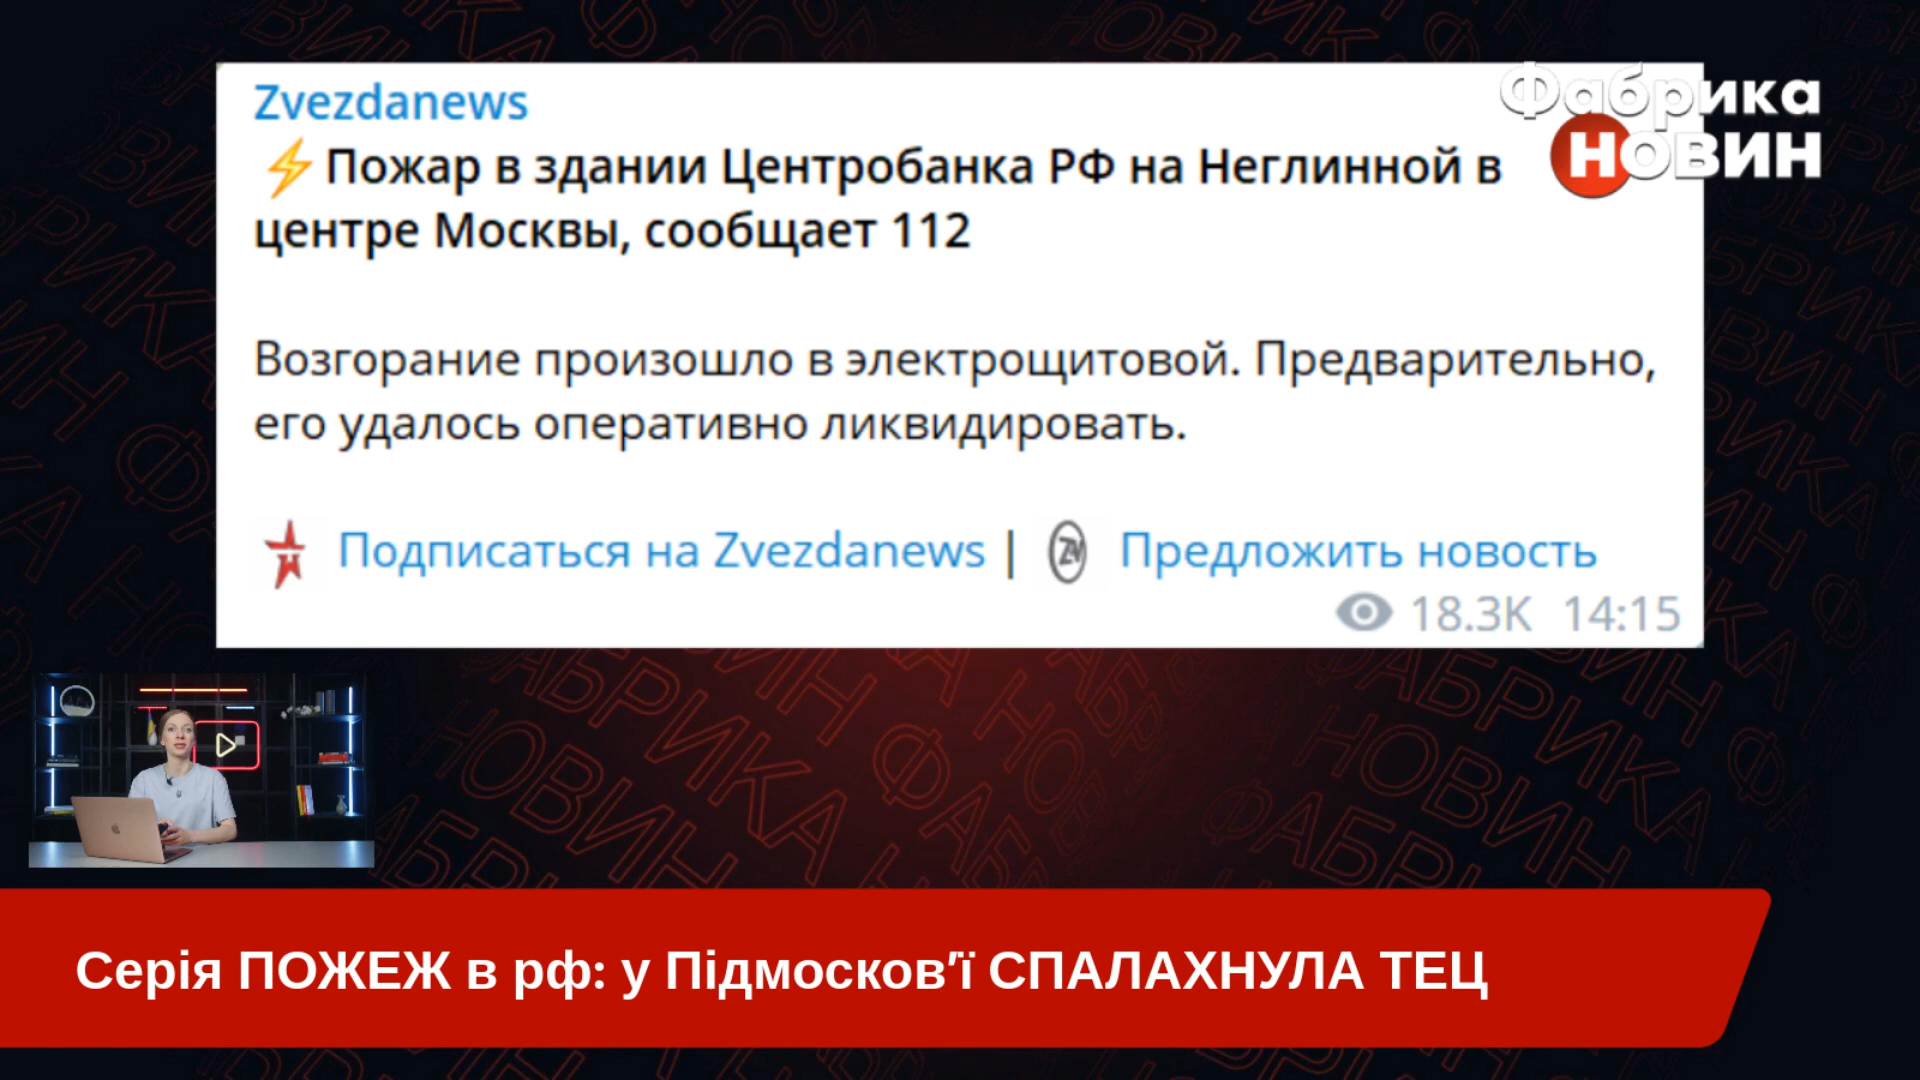 Zvezdanews
Фабрика
НОВИН
⚡Пожар в здании Центробанка РФ на Неглинной в
центре Москвы, сообщает 112
Возгорание произошло в электрощитовой. Предварительно,
его удалось оперативно ликвидировать.
Подписаться на Zvezdanews | ZV Предложить новость
18.3K 14:15
Серія ПОЖЕЖ в рф: у Підмосков'ї СПАЛАХНУЛА ТЕЦ